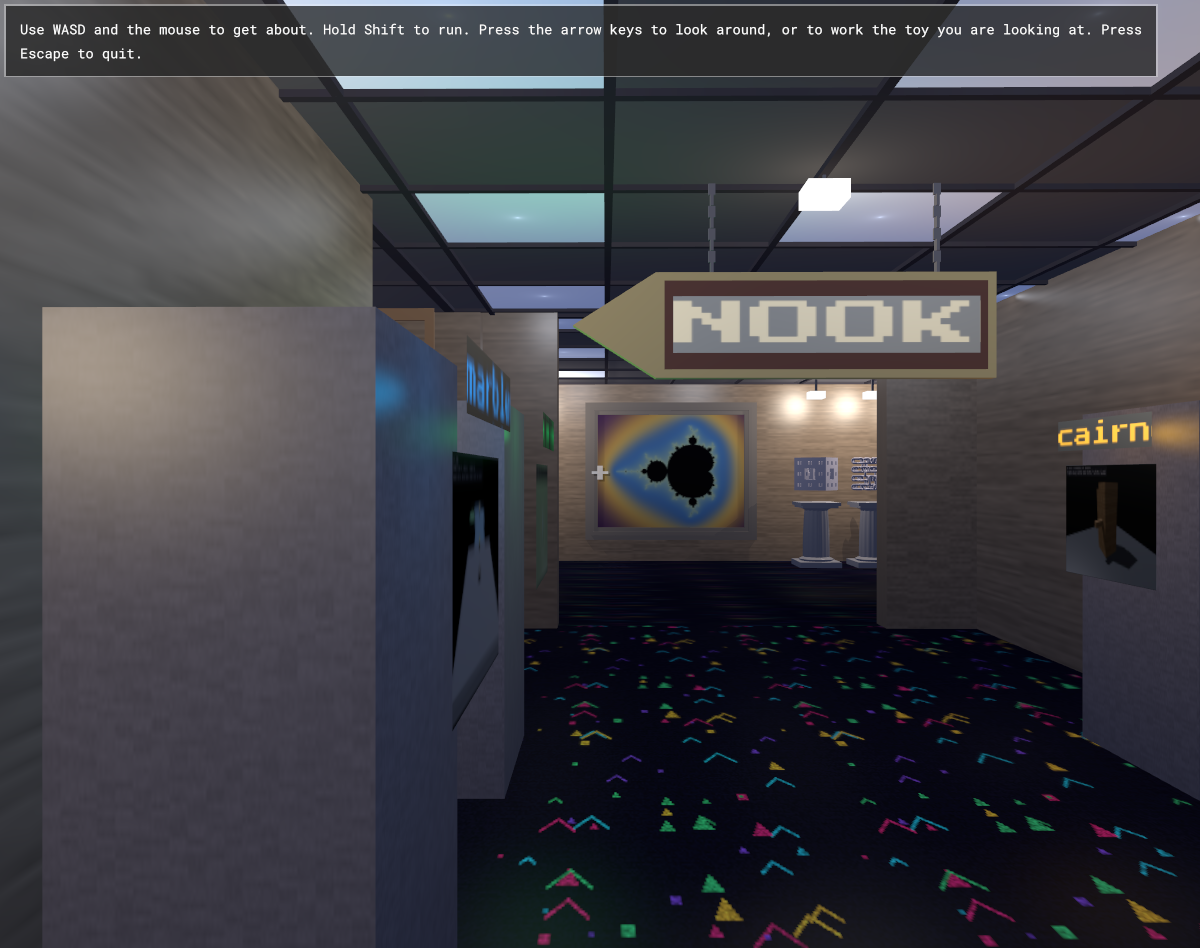 Use WASD and the mouse to get about. Hold Shift to run. Press the arrow keys to look around, or to work the toy you are looking at. Press
Escape to quit.
NOOK
marble
cairn